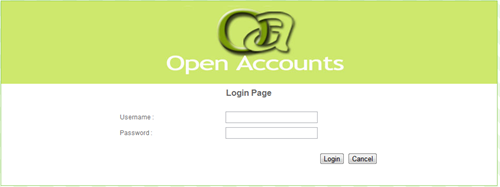 Open Accounts
Login Page
Username :
Password :
Login Cancel